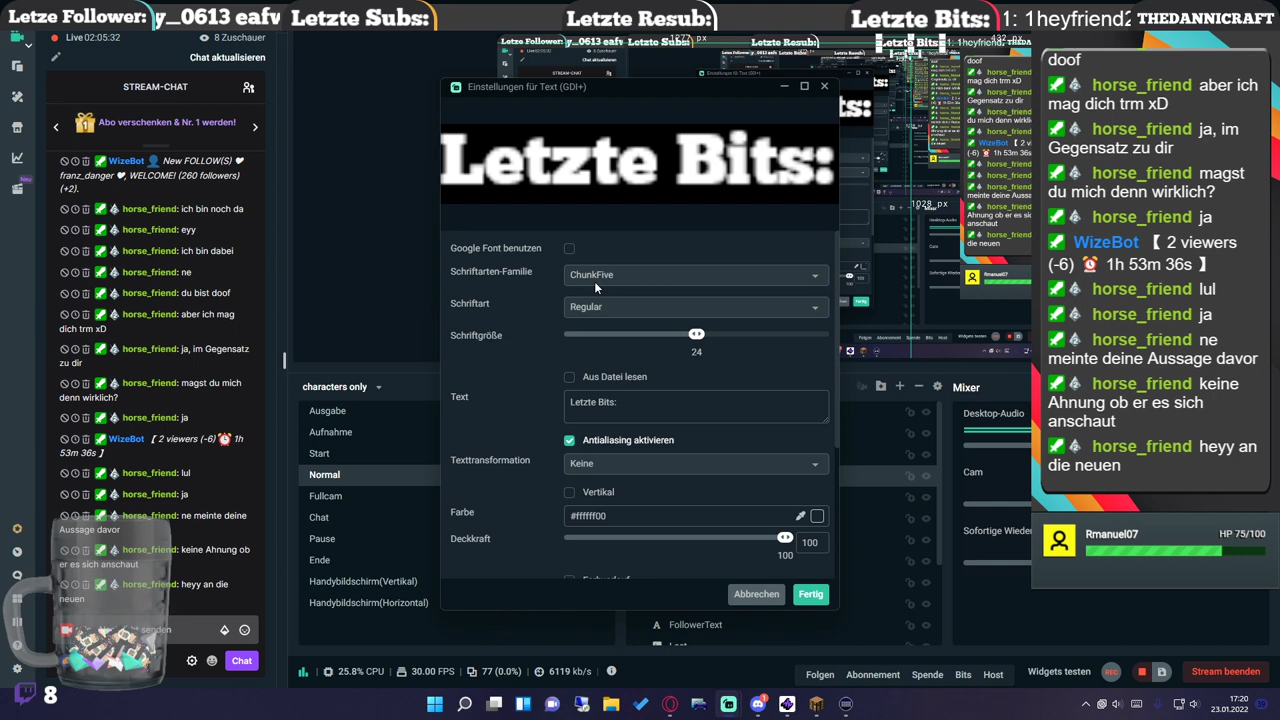 Letze Follower:
y_0613 eafv
Letzte Subs:
Letzte Resub:
Letzte Bits:
1: 1heyfriend2
THEDANNICRAFT
Live 02:05:32
8 Zuschauer
Chat aktualisieren
STREAM-CHAT
Abo verschenken & Nr. 1 werden!
WizeBot New FOLLOWS!
franz_danger , WELCOME! (260 followers)
(+2).
horse_friend: bin noch da
horse_friend: eyy
horse_friend: ich bin dabei
horse_friend: ne
horse_friend: du bist doof
horse_friend: aber ich mag
dich trm xD
horse_friend: ja, im Gegensatz
zu dir
horse_friend: magst du mich
denn wirklich?
horse_friend: ja
WizeBot 【 2 viewers (-6) 1h
53m 36s 】
horse_friend: lul
horse_friend: ja
horse_friend: ne meinte deine
Aussage davor
horse_friend: keine Ahnung ob
er es sich anschaut
horse_friend: heyy an die
neuen
Chat
8
Einstellungen für Text (GDI+)
Letzte Bits:
Google Font benutzen
Schriftarten-Familie
ChunkFive
Schriftart
Regular
Schriftgröße
24
Aus Datei lesen
Text
Letzte Bits:
Antialiasing aktivieren
Texttransformation
Keine
Vertikal
Farbe
#ffffff00
Deckkraft
100
100
Abbrechen
Fertig
characters only
Ausgabe
Aufnahme
Start
Normal
Fullcam
Chat
Pause
Ende
Handybildschirm(Vertikal)
Handybildschirm(Horizontal)
FollowerText
Mixer
Desktop-Audio
Cam
Sofortige Wieder
1028 px
doof
horse_friend aber ich
mag dich trm xD
horse_friend ja, im
Gegensatz zu dir
horse_friend magst
du mich denn wirklich?
horse_friend ja
WizeBot 【 2 viewers
(-6) 1h 53m 36s 】
horse_friend lul
horse_friend ja
horse_friend ne
meinte deine Aussage davor
horse_friend keine
Ahnung ob er es sich
anschaut
horse_friend heyy an
die neuen
Rmanuel07
HP 75/100
25.8% CPU
30.00 FPS
77 (0.0%)
6119 kb/s
Folgen
Abonnement
Spende
Bits
Host
Widgets testen
REC
Stream beenden
17:20
23.01.2022